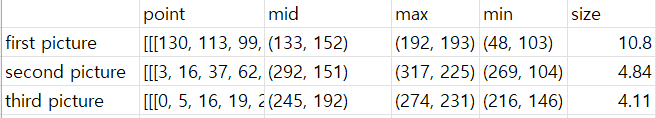 point mid max min size
first picture [[[130, 113, 99, (133, 152) (192, 193) (48, 103) 10.8
second picture [[[3, 16, 37, 62, (292, 151) (317, 225) (269, 104) 4.84
third picture [[[0, 5, 16, 19, 2 (245, 192) (274, 231) (216, 146) 4.11